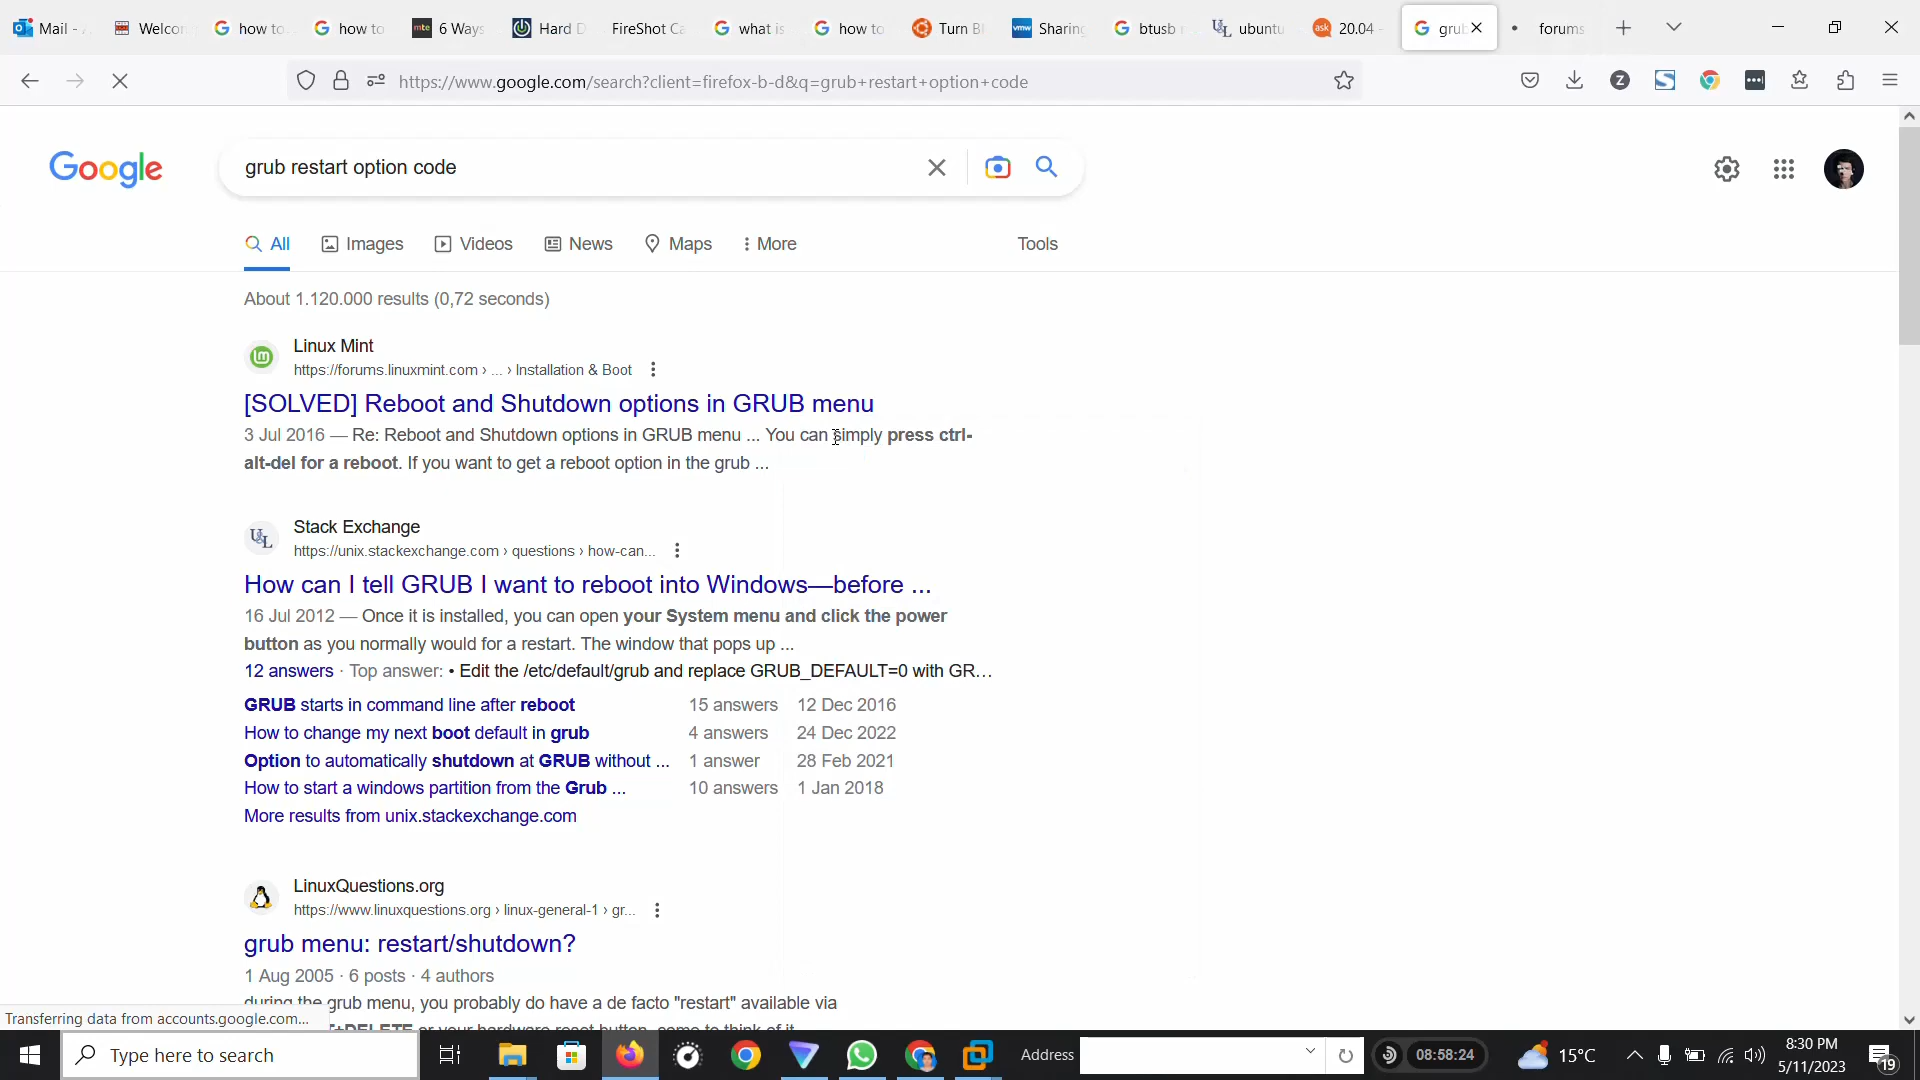 Mail - A
Welcon
how to
how to
6 Ways
Hard D
FireShot Ca
what is
how to
Turn Bl
Sharing
btusb
ubuntu
20.04 -
grub
forums
https://www.google.com/search?client=firefox-b-d&q=grub+restart+option+code
Google
grub restart option code
All
Images
Videos
News
Maps
More
Tools
About 1.120.000 results (0,72 seconds)
Linux Mint
https://forums.linuxmint.com › ... › Installation & Boot
[SOLVED] Reboot and Shutdown options in GRUB menu
3 Jul 2016 — Re: Reboot and Shutdown options in GRUB menu ... You can simply press ctrl-
alt-del for a reboot. If you want to get a reboot option in the grub ...
Stack Exchange
https://unix.stackexchange.com › questions › how-can...
How can I tell GRUB I want to reboot into Windows—before ...
16 Jul 2012 — Once it is installed, you can open your System menu and click the power
button as you normally would for a restart. The window that pops up ...
12 answers · Top answer: • Edit the /etc/default/grub and replace GRUB_DEFAULT=0 with GR...
GRUB starts in command line after reboot 15 answers 12 Dec 2016
How to change my next boot default in grub 4 answers 24 Dec 2022
Option to automatically shutdown at GRUB without ... 1 answer 28 Feb 2021
How to start a windows partition from the Grub ... 10 answers 1 Jan 2018
More results from unix.stackexchange.com
LinuxQuestions.org
https://www.linuxquestions.org › linux-general-1 › gr...
grub menu: restart/shutdown?
1 Aug 2005 · 6 posts · 4 authors
during the grub menu, you probably do have a de facto "restart" available via
T+DELETE or your hardware reset button, come to think of it
Transferring data from accounts.google.com...
Type here to search
Address
08:58:24
15°C
8:30 PM
5/11/2023
19